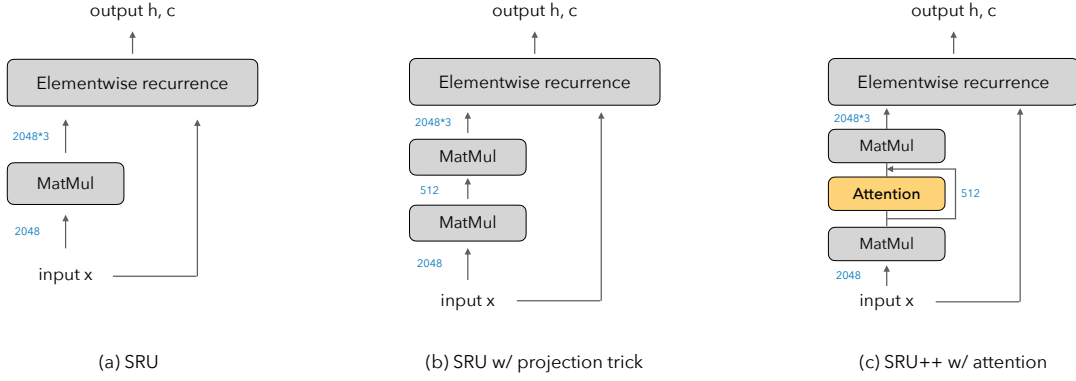 output h, c
Elementwise recurrence
2048*3
MatMul
2048
input x
(a) SRU
output h, c
Elementwise recurrence
2048*3
MatMul
512
MatMul
2048
input x
(b) SRU w/ projection trick
output h, c
Elementwise recurrence
2048*3
MatMul
Attention
512
MatMul
2048
input x
(c) SRU++ w/ attention